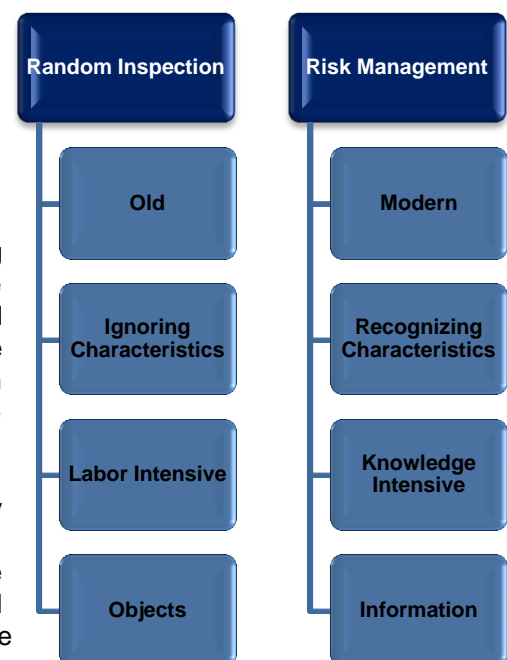 Random Inspection
Old
Ignoring
Characteristics
Labor Intensive
Objects
Risk Management
Modern
Recognizing
Characteristics
Knowledge
Intensive
Information